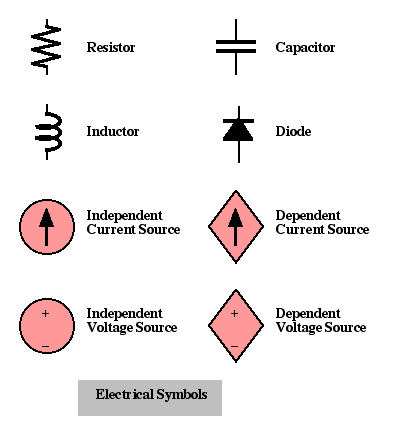 Resistor
Capacitor
Inductor
Diode
Independent
Current Source
Dependent
Current Source
+
−
Independent
Voltage Source
+
−
Dependent
Voltage Source
Electrical Symbols